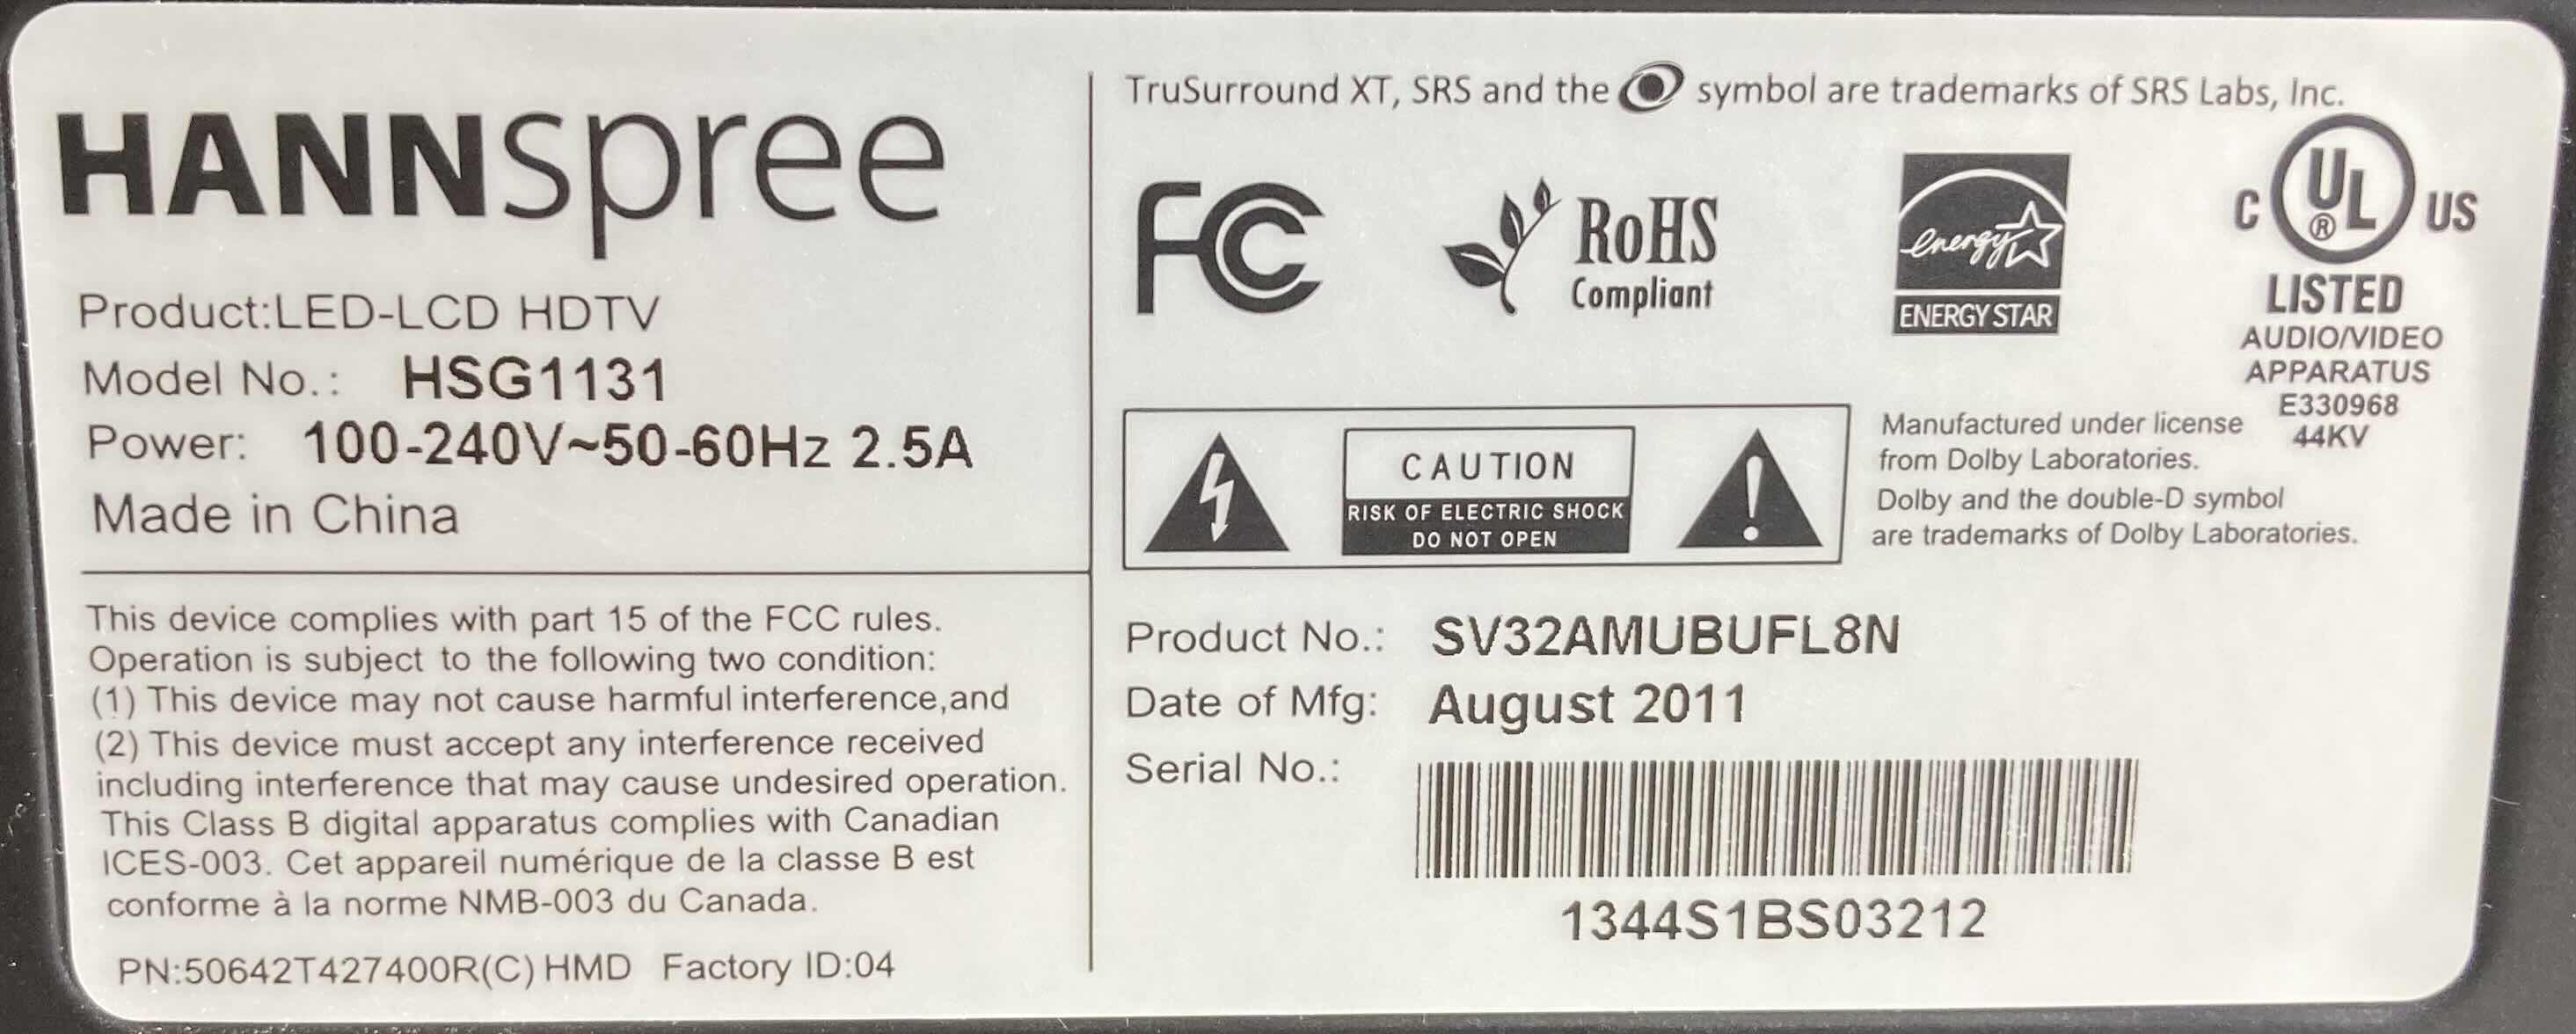 HANNspree
Product:LED-LCD HDTV
Model No.: HSG1131
Power: 100-240V~50-60Hz 2.5A
Made in China
This device complies with part 15 of the FCC rules.
Operation is subject to the following two condition:
(1) This device may not cause harmful interference,and
(2) This device must accept any interference received
including interference that may cause undesired operation.
This Class B digital apparatus complies with Canadian
ICES-003. Cet appareil numérique de la classe B est
conforme à la norme NMB-003 du Canada.
PN:50642T427400R(C) HMD Factory ID:04
TruSurround XT, SRS and the symbol are trademarks of SRS Labs, Inc.
FC
RoHS
Compliant
energy
ENERGY STAR
C UL® US
LISTED
AUDIO/VIDEO
APPARATUS
E330968
44KV
CAUTION
RISK OF ELECTRIC SHOCK
DO NOT OPEN
Manufactured under license
from Dolby Laboratories.
Dolby and the double-D symbol
are trademarks of Dolby Laboratories.
Product No.: SV32AMUBUFL8N
Date of Mfg: August 2011
Serial No.:
1344S1BS03212